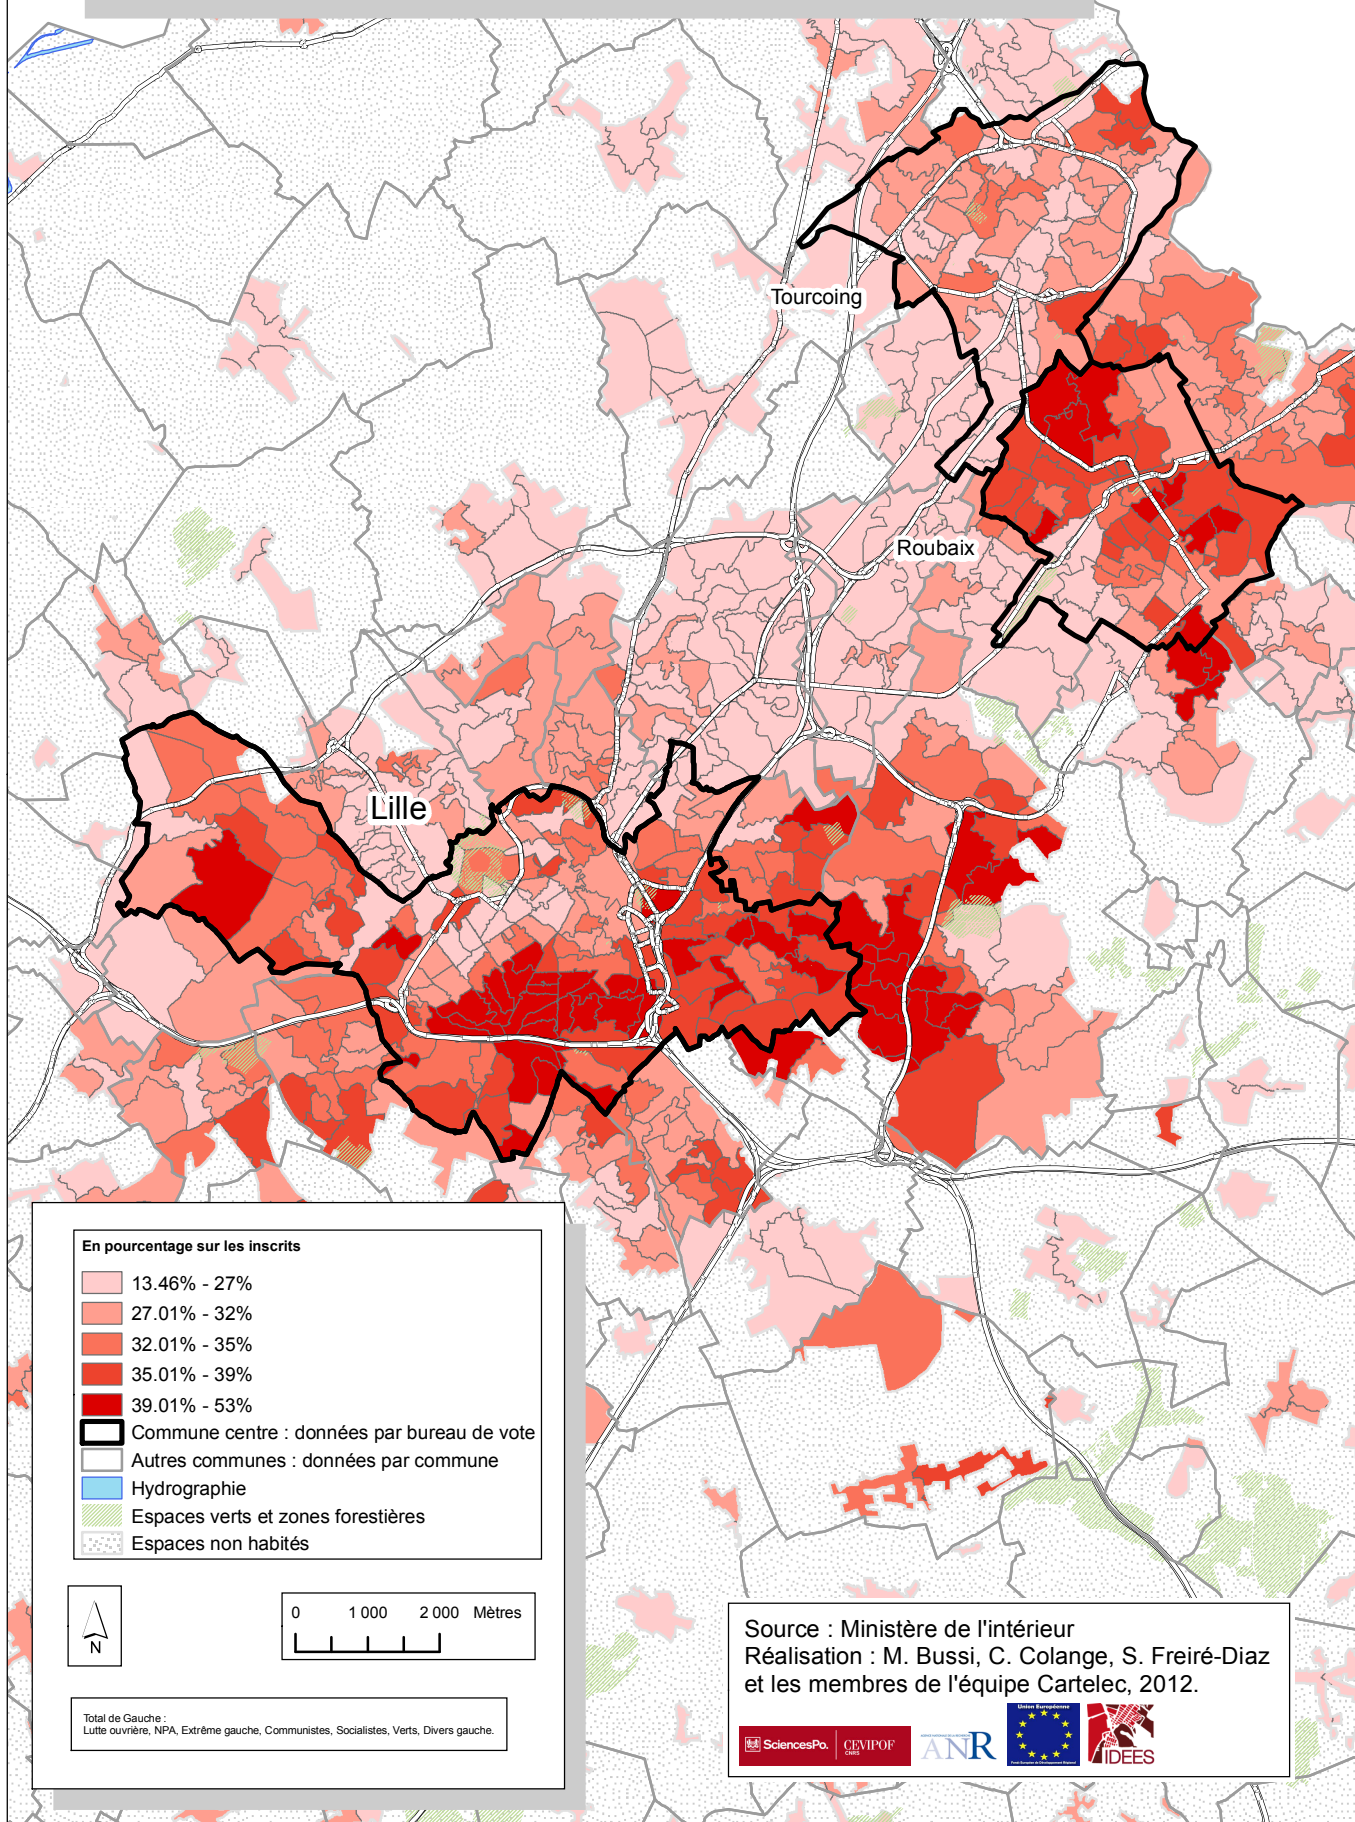 Tourcoing
Roubaix
Lille
En pourcentage sur les inscrits
13.46% - 27%
27.01% - 32%
32.01% - 35%
35.01% - 39%
39.01% - 53%
Commune centre : données par bureau de vote
Autres communes : données par commune
Hydrographie
Espaces verts et zones forestières
Espaces non habités
N
0 1 000 2 000 Mètres
Total de Gauche :
Lutte ouvrière, NPA, Extrême gauche, Communistes, Socialistes, Verts, Divers gauche.
Source : Ministère de l'intérieur
Réalisation : M. Bussi, C. Colange, S. Freiré-Diaz
et les membres de l'équipe Cartelec, 2012.
SciencesPo. CEVIPOF
CNRS
ANR
Union Européenne
IDEES